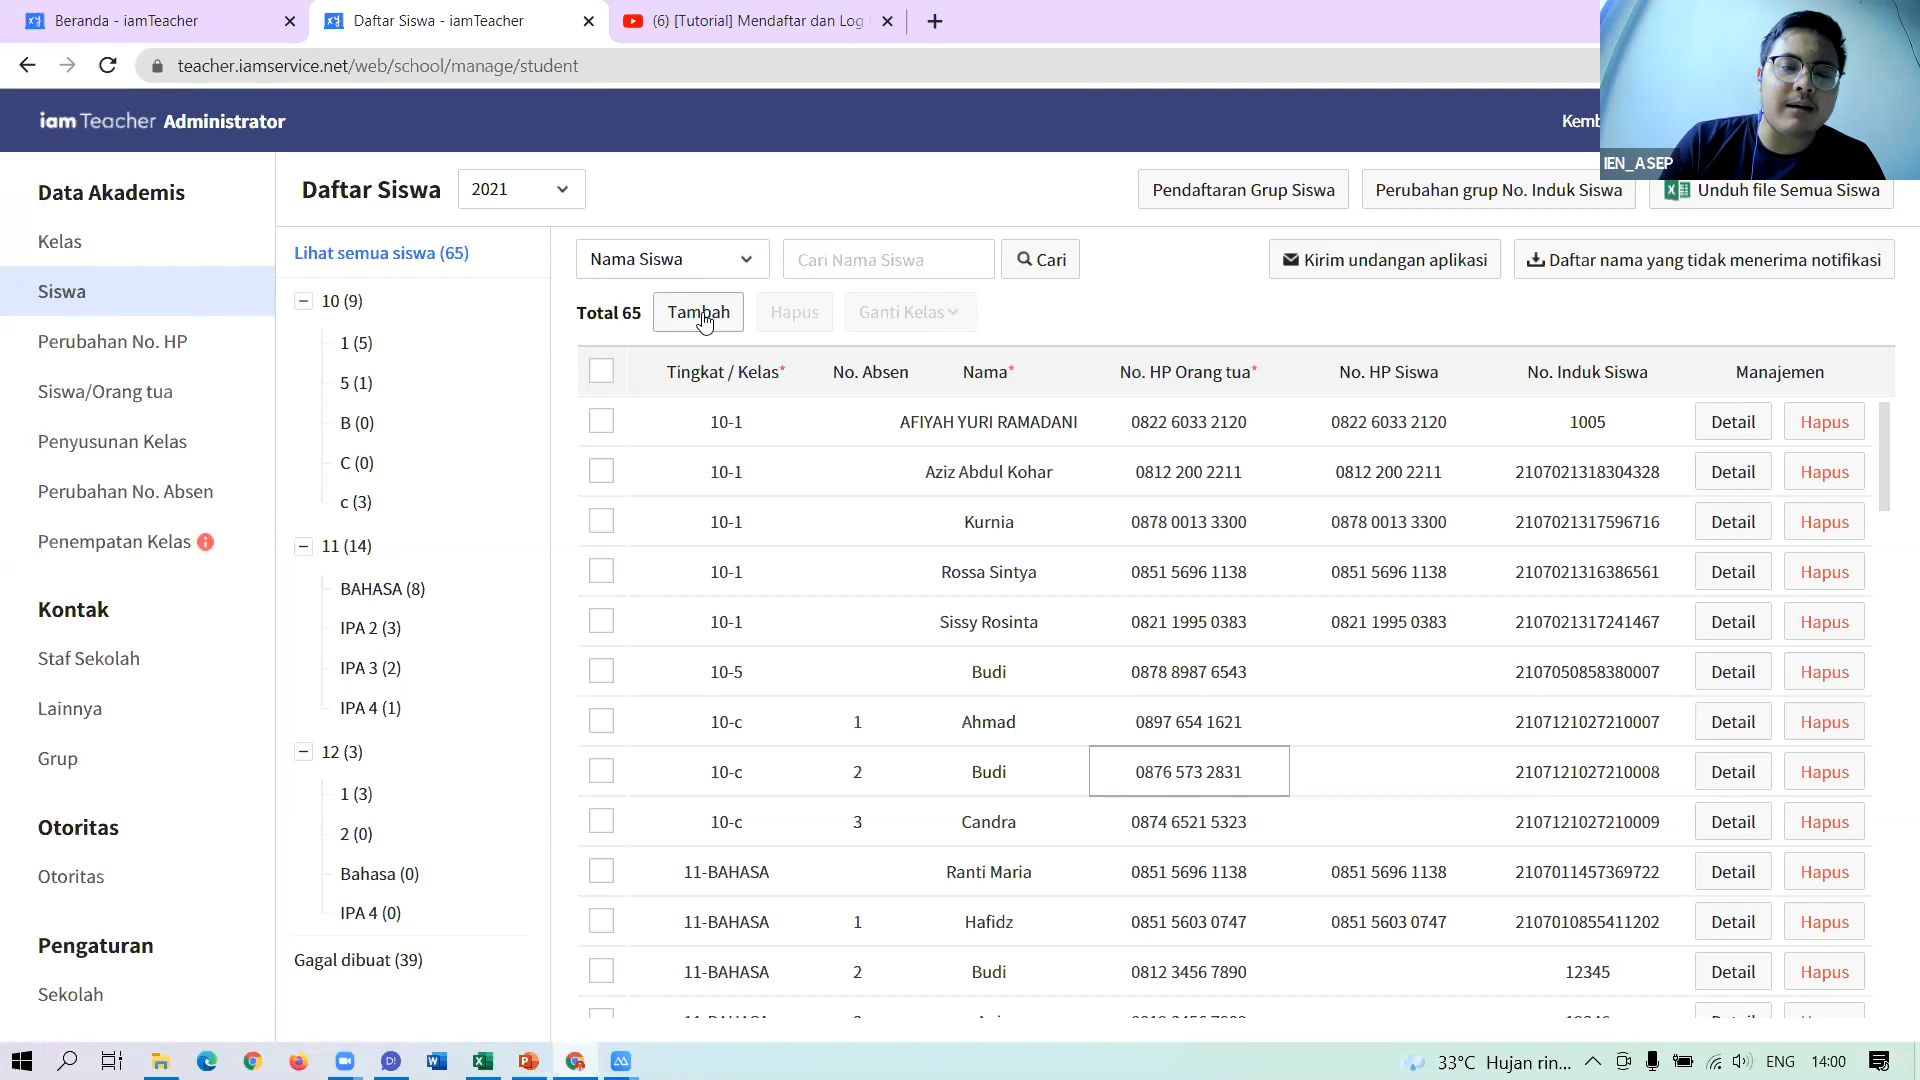 Beranda - iamTeacher
Daftar Siswa - iamTeacher
(6) [Tutorial] Mendaftar dan Log
teacher.iamservice.net/web/school/manage/student
iam Teacher Administrator
IEN_ASEP
Data Akademis
Kelas
Siswa
Perubahan No. HP
Siswa/Orang tua
Penyusunan Kelas
Perubahan No. Absen
Penempatan Kelas
Kontak
Staf Sekolah
Lainnya
Grup
Otoritas
Otoritas
Pengaturan
Sekolah
Daftar Siswa 2021
Pendaftaran Grup Siswa Perubahan grup No. Induk Siswa Unduh file Semua Siswa
Lihat semua siswa (65)
10 (9)
1 (5)
5 (1)
B (0)
C (0)
c (3)
11 (14)
BAHASA (8)
IPA 2 (3)
IPA 3 (2)
IPA 4 (1)
12 (3)
1 (3)
2 (0)
Bahasa (0)
IPA 4 (0)
Gagal dibuat (39)
Nama Siswa Cari Nama Siswa Cari Kirim undangan aplikasi Daftar nama yang tidak menerima notifikasi
Total 65 Tambah Hapus Ganti Kelas
Tingkat / Kelas* No. Absen Nama* No. HP Orang tua* No. HP Siswa No. Induk Siswa Manajemen
10-1 AFIYAH YURI RAMADANI 0822 6033 2120 0822 6033 2120 1005 Detail Hapus
10-1 Aziz Abdul Kohar 0812 200 2211 0812 200 2211 2107021318304328 Detail Hapus
10-1 Kurnia 0878 0013 3300 0878 0013 3300 2107021317596716 Detail Hapus
10-1 Rossa Sintya 0851 5696 1138 0851 5696 1138 2107021316386561 Detail Hapus
10-1 Sissy Rosinta 0821 1995 0383 0821 1995 0383 2107021317241467 Detail Hapus
10-5 Budi 0878 8987 6543 2107050858380007 Detail Hapus
10-c 1 Ahmad 0897 654 1621 2107121027210007 Detail Hapus
10-c 2 Budi 0876 573 2831 2107121027210008 Detail Hapus
10-c 3 Candra 0874 6521 5323 2107121027210009 Detail Hapus
11-BAHASA Ranti Maria 0851 5696 1138 0851 5696 1138 2107011457369722 Detail Hapus
11-BAHASA 1 Hafidz 0851 5603 0747 0851 5603 0747 2107010855411202 Detail Hapus
11-BAHASA 2 Budi 0812 3456 7890 12345 Detail Hapus
33°C Hujan rin... ENG 14:00